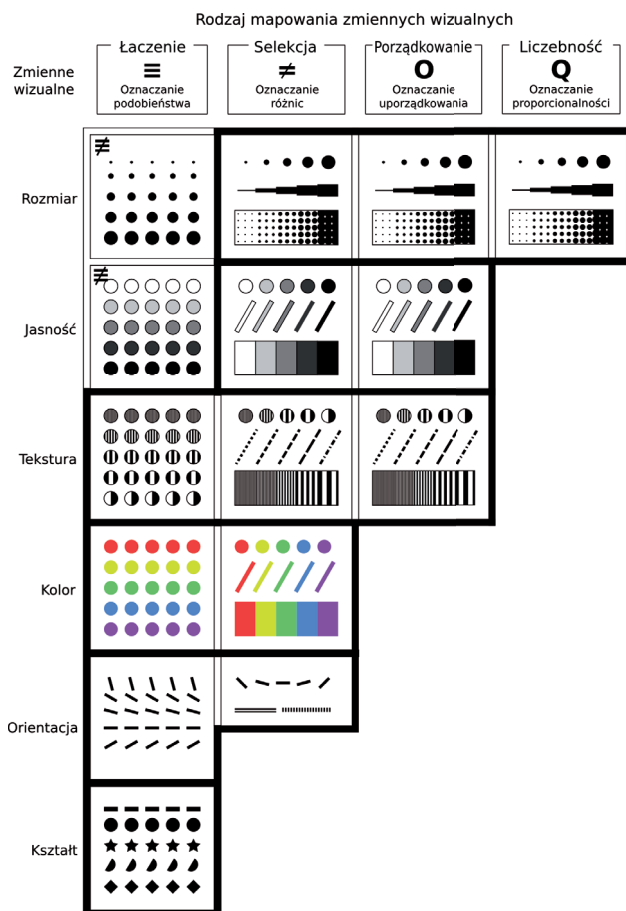 Rodzaj mapowania zmiennych wizualnych
Zmienne
wizualne
Łaczenie
≡
Oznaczanie
podobieństwa
Selekcja
≠
Oznaczanie
różnic
Porządkowanie
O
Oznaczanie
uporządkowania
Liczebność
Q
Oznaczanie
proporcjonalności
Rozmiar
≢
Jasność
≢
Tekstura
Kolor
Orientacja
Kształt